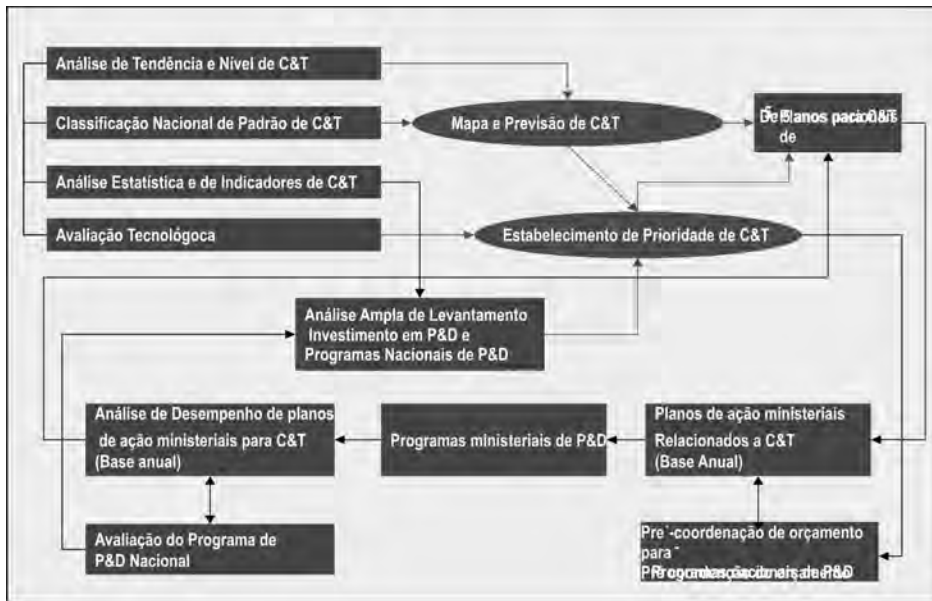 Análise de Tendência e Nível de C&T
Classificação Nacional de Padrão de C&T
Mapa e Previsão de C&T
Análise Estatística e de Indicadores de C&T
Avaliação Tecnológoca
Estabelecimento de Prioridade de C&T
Análise Ampla de Levantamento
Investimento em P&D e
Programas Nacionais de P&D
Análise de Desempenho de planos
de ação ministeriais para C&T
(Base anual)
Programas ministeriais de P&D
Planos de ação ministeriais
Relacionados a C&T
(Base Anual)
Avaliação do Programa de
P&D Nacional
Pre´-coordenação de orçamento
para
de P&D